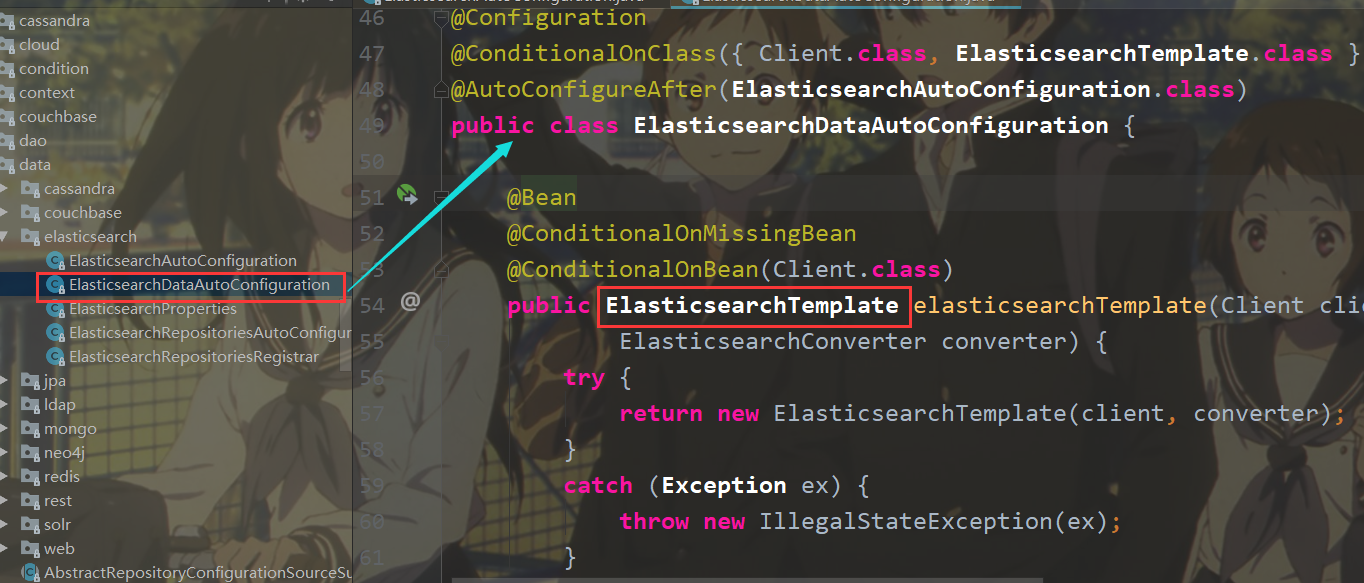 cassandra
cloud
condition
context
couchbase
dao
data
cassandra
couchbase
elasticsearch
ElasticsearchAutoConfiguration
ElasticsearchDataAutoConfiguration
ElasticsearchProperties
ElasticsearchRepositoriesAutoConfigur
ElasticsearchRepositoriesRegistrar
jpa
ldap
mongo
neo4j
redis
rest
solr
web
AbstractRepositoryConfigurationSourceSu
46 @Configuration
47 @ConditionalOnClass({ Client.class, ElasticsearchTemplate.class }
48 @AutoConfigureAfter(ElasticsearchAutoConfiguration.class)
49 public class ElasticsearchDataAutoConfiguration {
50
51 @Bean
52 @ConditionalOnMissingBean
53 @ConditionalOnBean(Client.class)
54 @ public ElasticsearchTemplate elasticsearchTemplate(Client clie
55 ElasticsearchConverter converter) {
56 try {
57 return new ElasticsearchTemplate(client, converter);
58 }
59 catch (Exception ex) {
60 throw new IllegalStateException(ex);
61 }